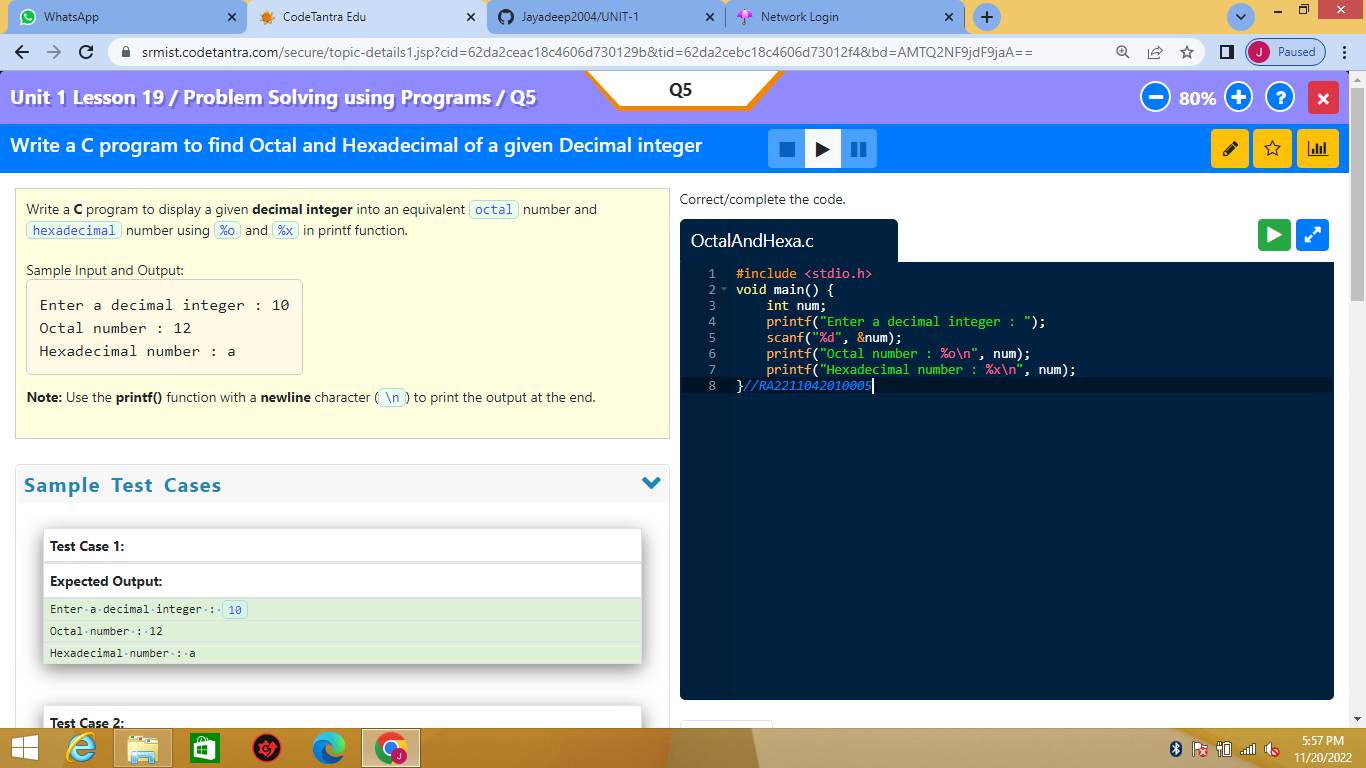 WhatsApp
CodeTantra Edu
Jayadeep2004/UNIT-1
Network Login
srmist.codetantra.com/secure/topic-details1.jsp?cid=62da2ceac18c4606d730129b&tid=62da2cebc18c4606d73012f4&bd=AMTQ2NF9jdF9jaA==
J Paused
Unit 1 Lesson 19 / Problem Solving using Programs / Q5
Q5
80%
?
Write a C program to find Octal and Hexadecimal of a given Decimal integer
Write a C program to display a given decimal integer into an equivalent octal number and
hexadecimal number using %o and %x in printf function.
Sample Input and Output:
Enter a decimal integer : 10
Octal number : 12
Hexadecimal number : a
Note: Use the printf() function with a newline character (\n) to print the output at the end.
Sample Test Cases
Test Case 1:
Expected Output:
Enter·a·decimal·integer·:·10
Octal·number·:·12
Hexadecimal·number·:·a
Test Case 2:
Correct/complete the code.
OctalAndHexa.c
1 #include <stdio.h>
2 void main() {
3 int num;
4 printf("Enter a decimal integer : ");
5 scanf("%d", &num);
6 printf("Octal number : %o\n", num);
7 printf("Hexadecimal number : %x\n", num);
8 }//RA2211042010005
J
5:57 PM
11/20/2022